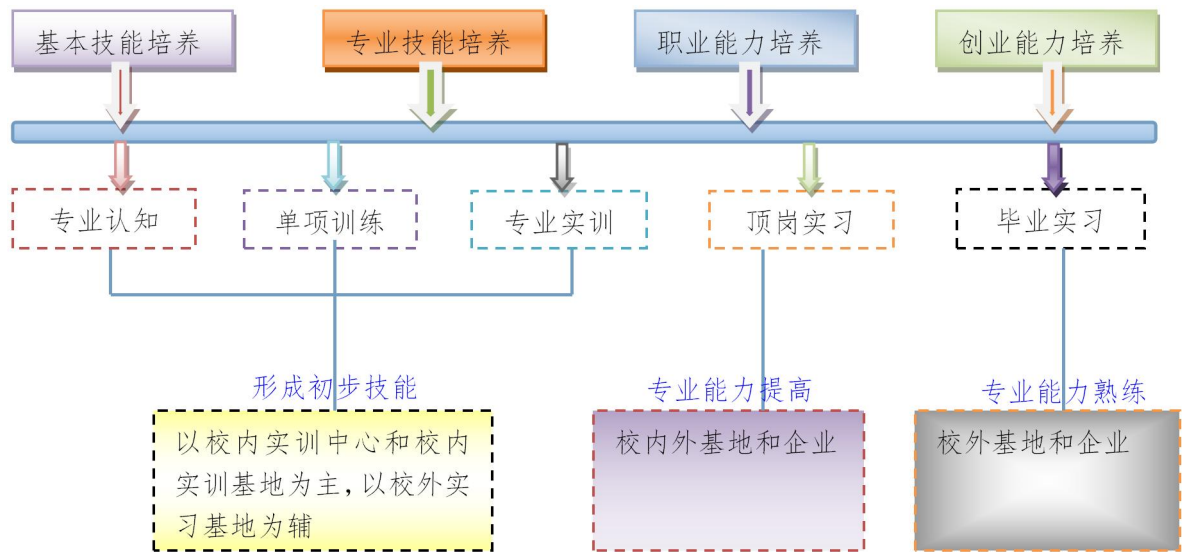 基本技能培养
专业技能培养
职业能力培养
创业能力培养
专业认知
单项训练
专业实训
顶岗实习
毕业实习
形成初步技能
专业能力提高
专业能力熟练
以校内实训中心和校内
实训基地为主,以校外实
习基地为辅
校内外基地和企业
校外基地和企业